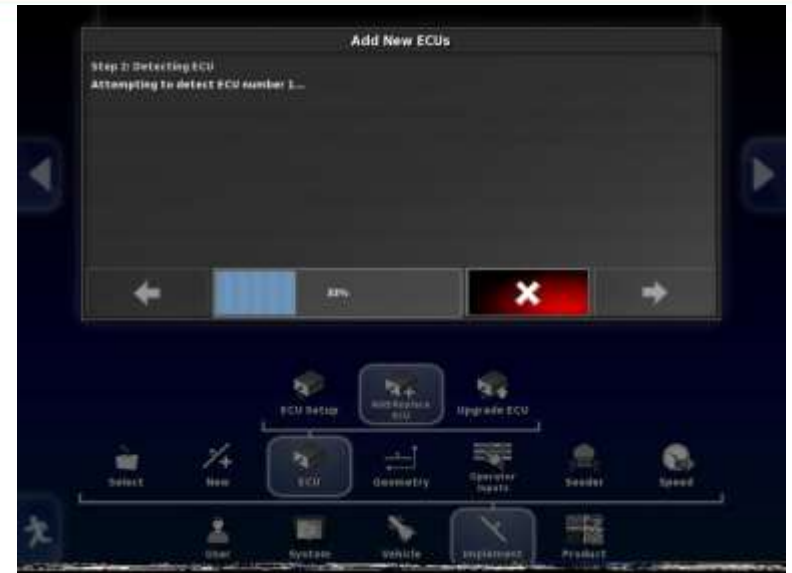 Add New ECUs
Step 2: Detecting ECU
Attempting to detect ECU number 1...
33%
ECU Setup
Add/Replace
ECU
Upgrade ECU
Select
New
ECU
Geometry
Operator
Inputs
Seeder
Speed
User
System
Vehicle
Implement
Product